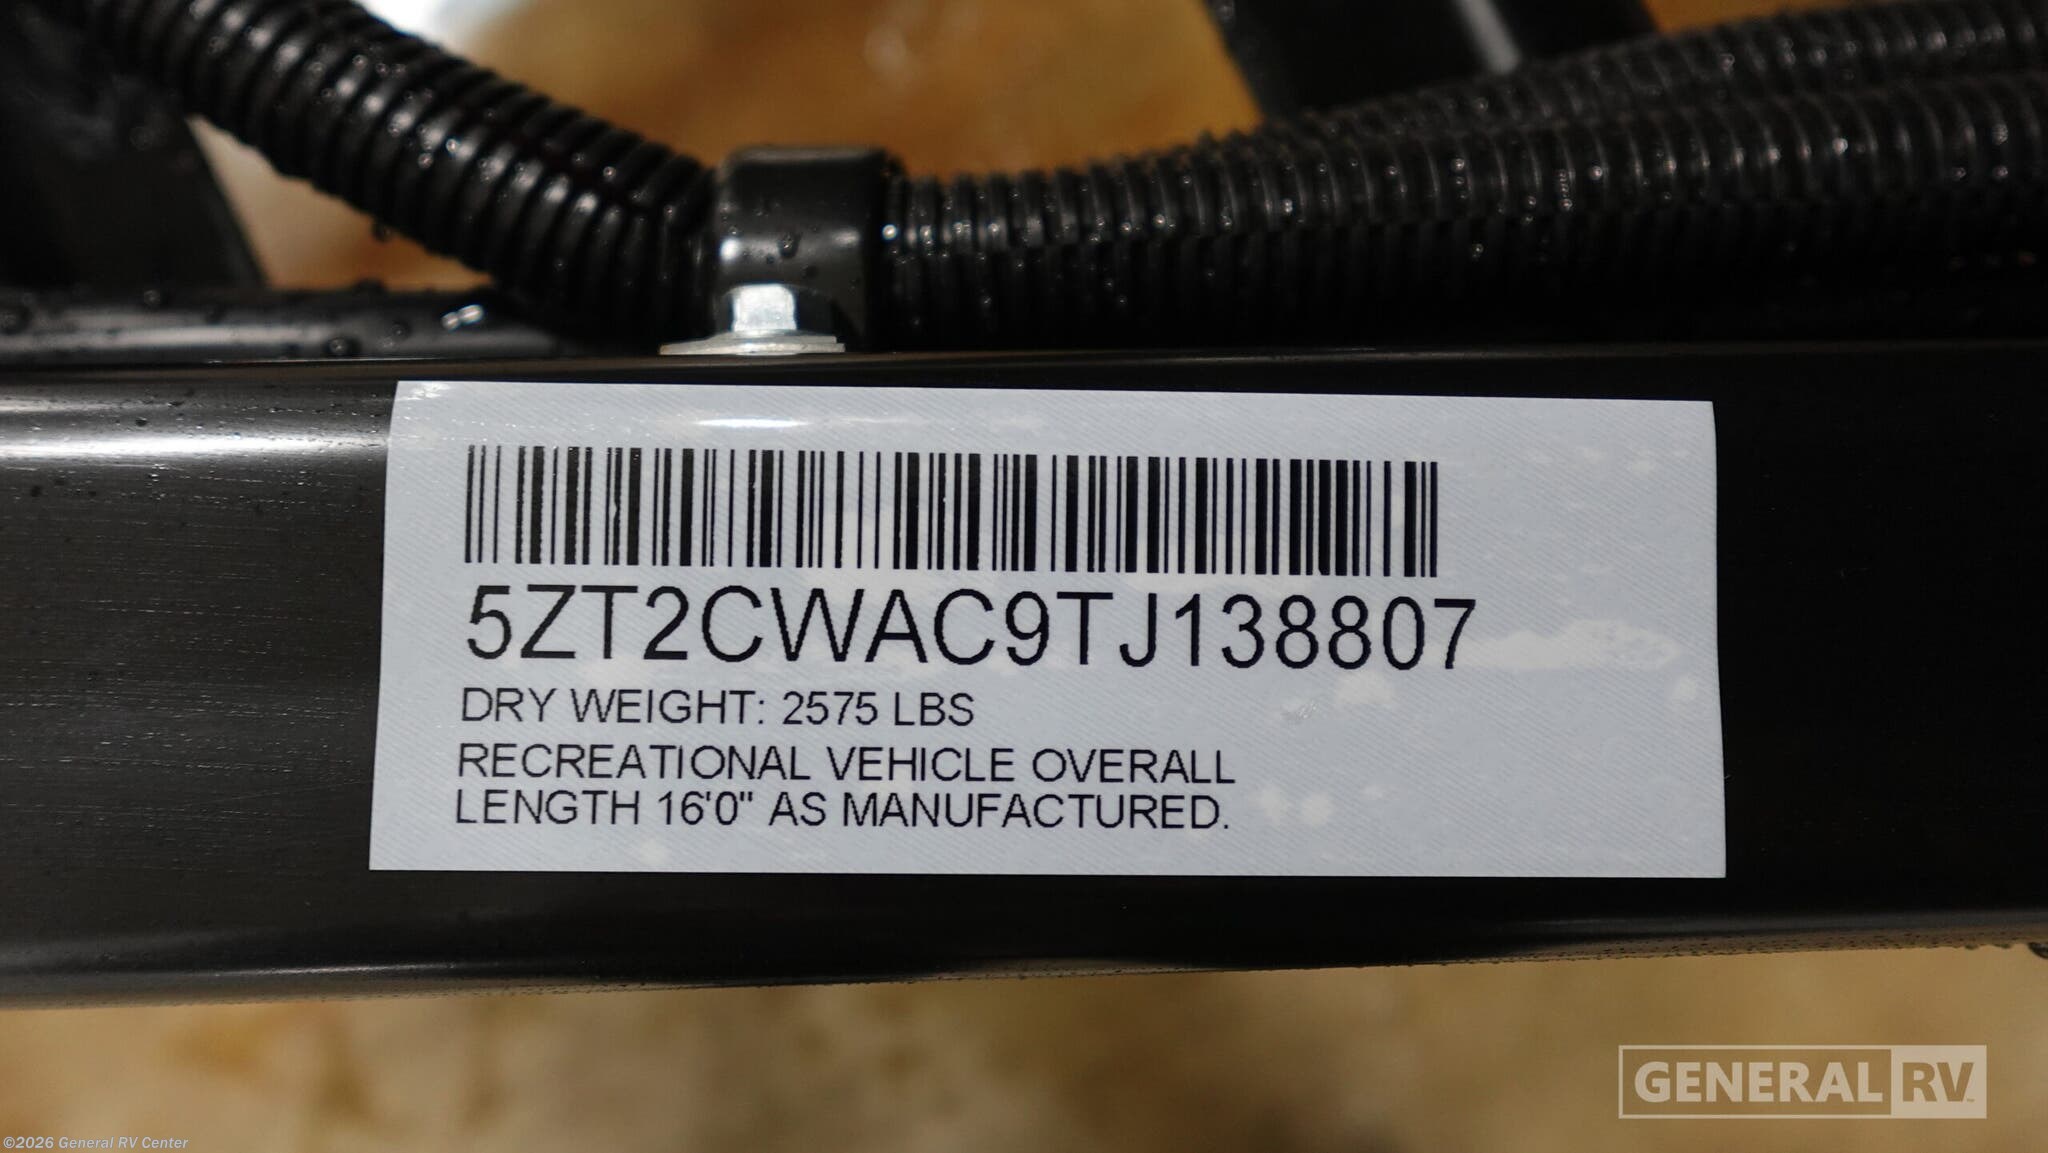 5ZT2CWAC9TJ138807
DRY WEIGHT: 2575 LBS
RECREATIONAL VEHICLE OVERALL
LENGTH 16'0" AS MANUFACTURED.
GENERAL RV
©2026 General RV Center